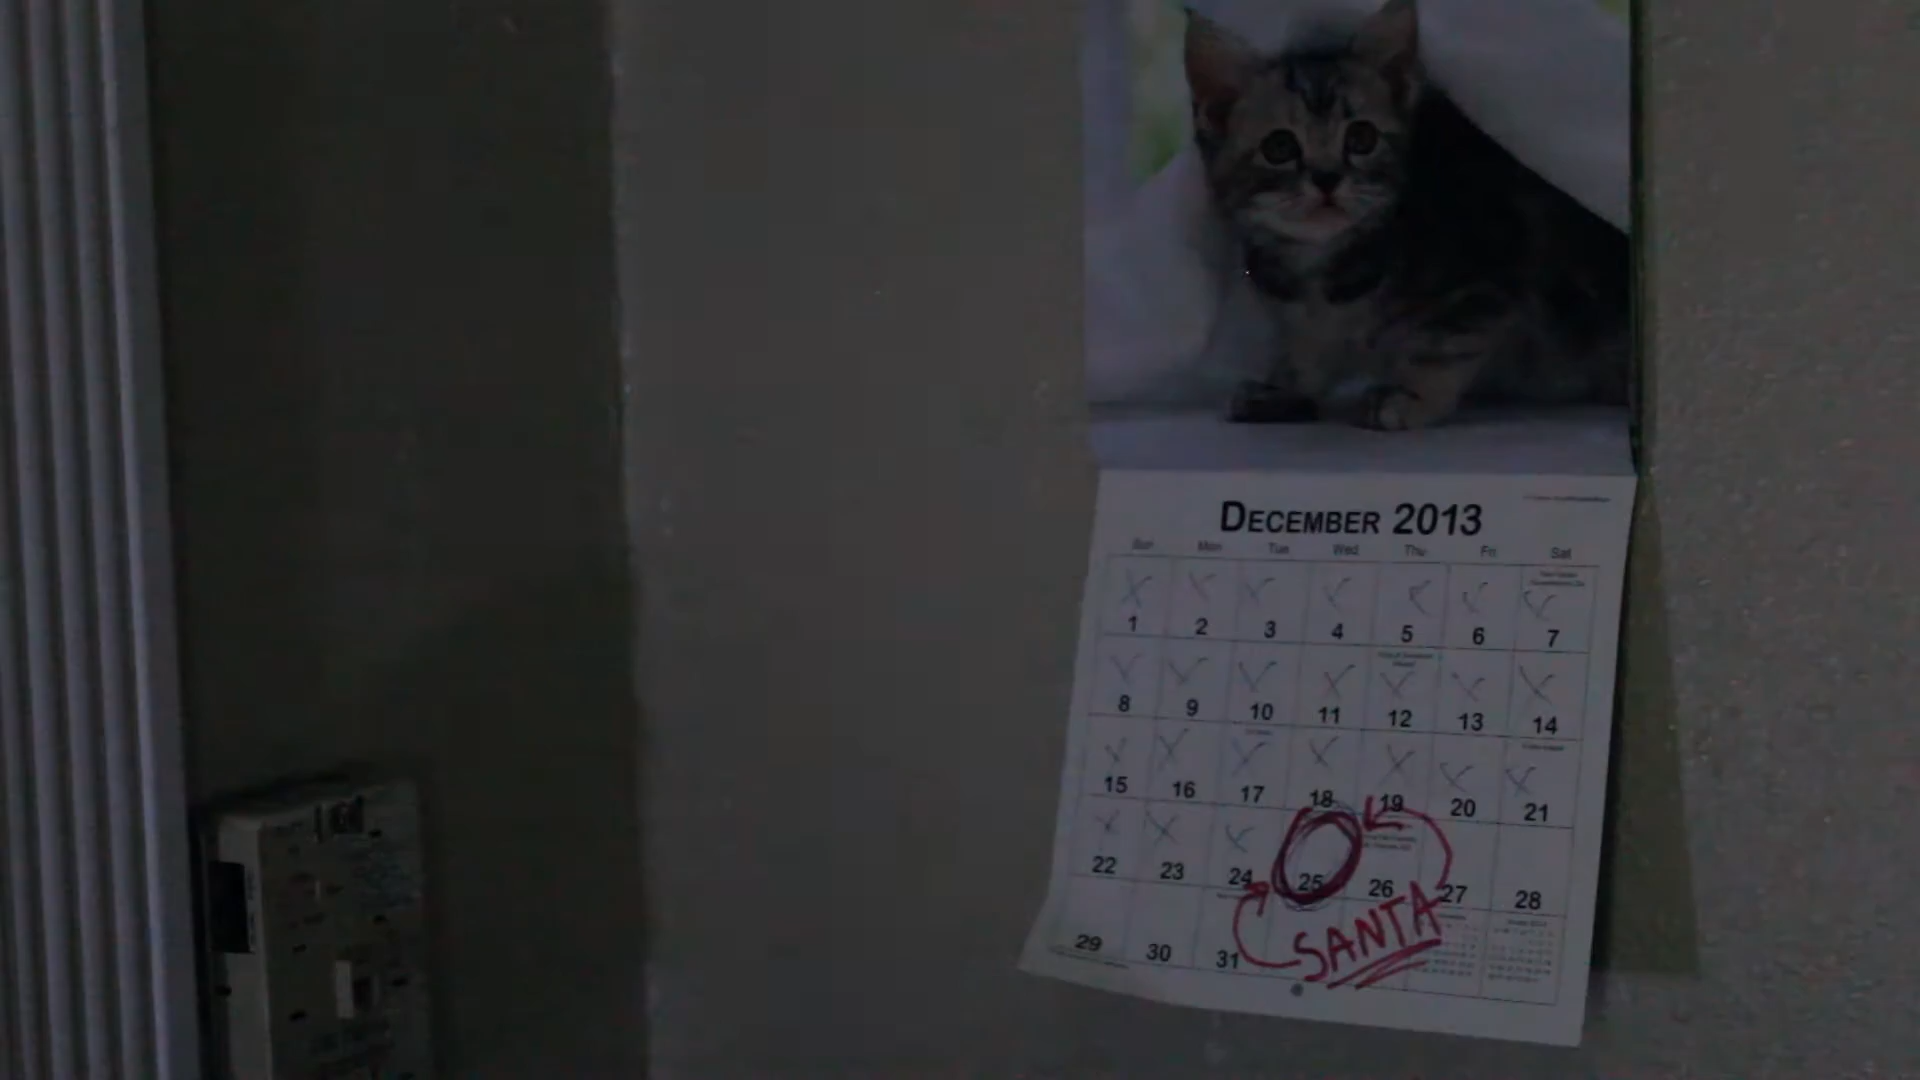 DECEMBER 2013
Sun Mon Tue Wed Thu Fri Sat
1 2 3 4 5 6 7
8 9 10 11 12 13 14
15 16 17 18 19 20 21
22 23 24 25 26 27 28
SANTA
29 30 31